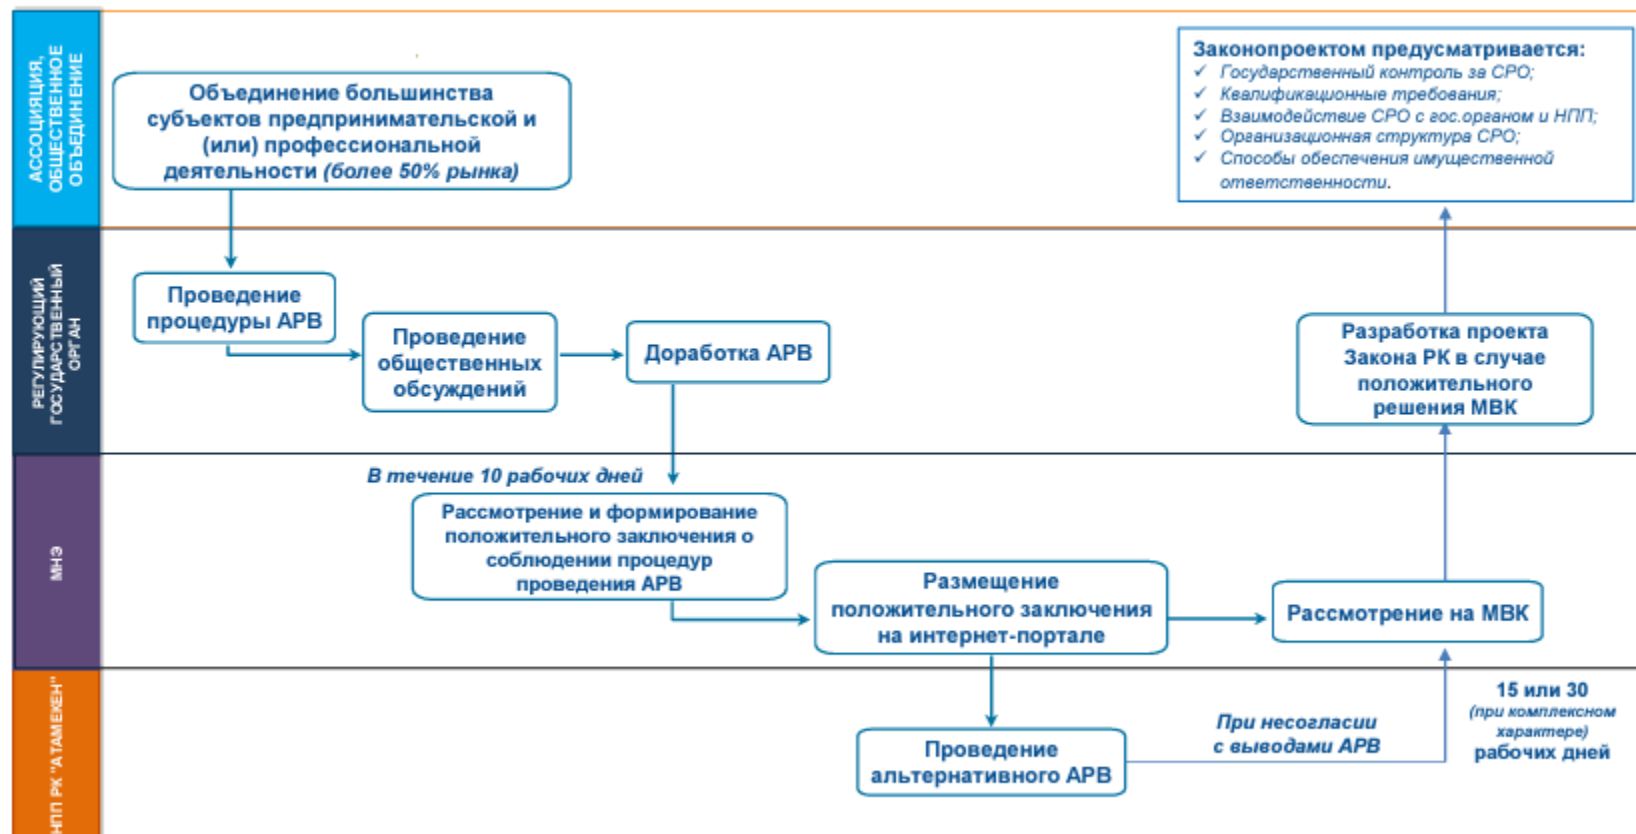 АССОЦИАЦИЯ,
ОБЩЕСТВЕННОЕ
ОБЪЕДИНЕНИЕ
Объединение большинства
субъектов предпринимательской и
(или) профессиональной
деятельности (более 50% рынка)
Законопроектом предусматривается:
✓ Государственный контроль за СРО;
✓ Квалификационные требования;
✓ Взаимодействие СРО с гос.органом и НПП;
✓ Организационная структура СРО;
✓ Способы обеспечения имущественной
ответственности.
РЕГУЛИРУЮЩИЙ
ГОСУДАРСТВЕННЫЙ
ОРГАН
Проведение
процедуры АРВ
Проведение
общественных
обсуждений
Доработка АРВ
Разработка проекта
Закона РК в случае
положительного
решения МВК
МНЭ
В течение 10 рабочих дней
Рассмотрение и формирование
положительного заключения о
соблюдении процедур
проведения АРВ
Размещение
положительного заключения
на интернет-портале
Рассмотрение на МВК
НПП РК "АТАМЕКЕН"
Проведение
альтернативного АРВ
При несогласии
с выводами АРВ
15 или 30
(при комплексном
характере)
рабочих дней